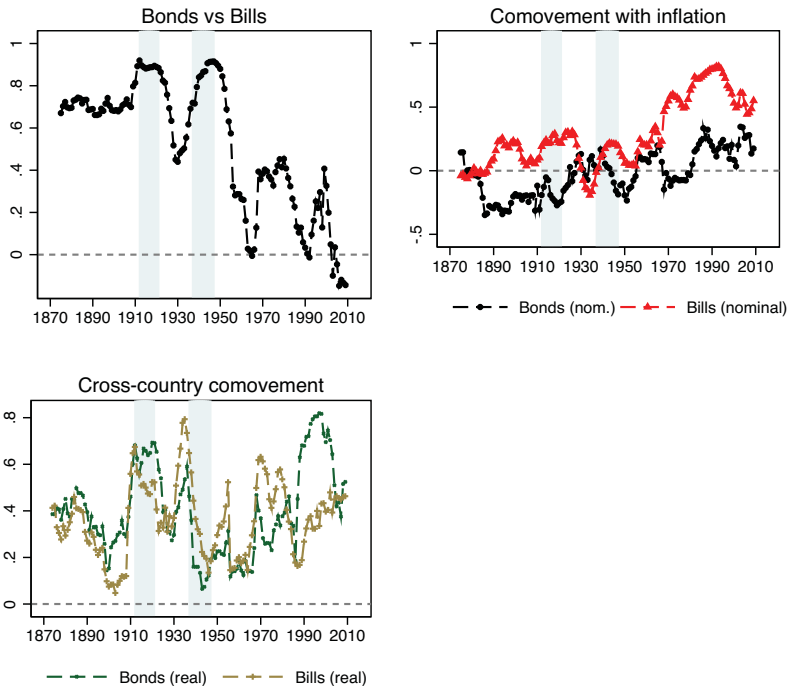 Bonds vs Bills
1
.8
.6
.4
.2
0
1870 1890 1910 1930 1950 1970 1990 2010
Comovement with inflation
1
.5
0
-.5
1870 1890 1910 1930 1950 1970 1990 2010
Bonds (nom.) Bills (nominal)
Cross-country comovement
.8
.6
.4
.2
0
1870 1890 1910 1930 1950 1970 1990 2010
Bonds (real) Bills (real)